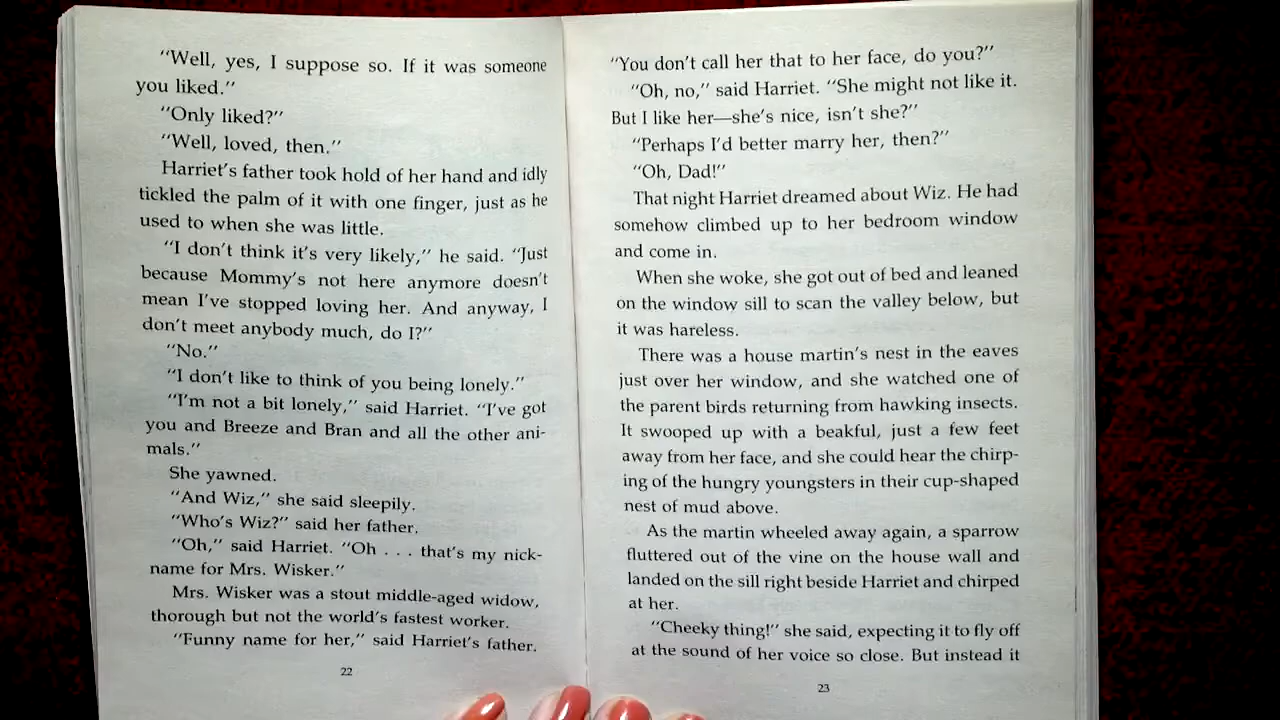 “Well, yes, I suppose so. If it was someone
you liked.”
“Only liked?”
“Well, loved, then.”
Harriet’s father took hold of her hand and idly
tickled the palm of it with one finger, just as he
used to when she was little.
“I don’t think it’s very likely,” he said. “Just
because Mommy’s not here anymore doesn’t
mean I’ve stopped loving her. And anyway, I
don’t meet anybody much, do I?”
“No.”
“I don’t like to think of you being lonely.”
“I’m not a bit lonely,” said Harriet. “I’ve got
you and Breeze and Bran and all the other ani-
mals.”
She yawned.
“And Wiz,” she said sleepily.
“Who’s Wiz?” said her father.
“Oh,” said Harriet. “Oh . . . that’s my nick-
name for Mrs. Wisker.”
Mrs. Wisker was a stout middle-aged widow,
thorough but not the world’s fastest worker.
“Funny name for her,” said Harriet’s father.
22
“You don’t call her that to her face, do you?”
“Oh, no,” said Harriet. “She might not like it.
But I like her—she’s nice, isn’t she?”
“Perhaps I’d better marry her, then?”
“Oh, Dad!”
That night Harriet dreamed about Wiz. He had
somehow climbed up to her bedroom window
and come in.
When she woke, she got out of bed and leaned
on the window sill to scan the valley below, but
it was hareless.
There was a house martin’s nest in the eaves
just over her window, and she watched one of
the parent birds returning from hawking insects.
It swooped up with a beakful, just a few feet
away from her face, and she could hear the chirp-
ing of the hungry youngsters in their cup-shaped
nest of mud above.
As the martin wheeled away again, a sparrow
fluttered out of the vine on the house wall and
landed on the sill right beside Harriet and chirped
at her.
“Cheeky thing!” she said, expecting it to fly off
at the sound of her voice so close. But instead it
23